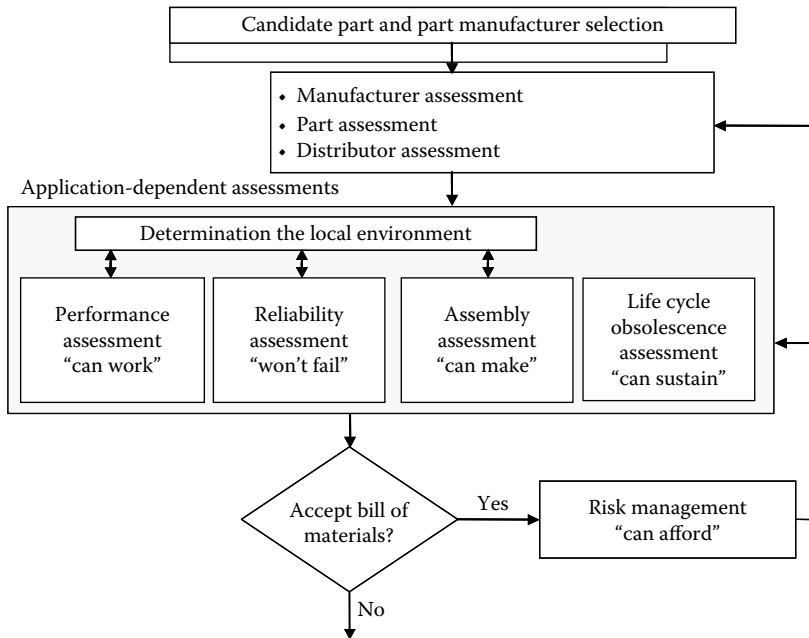 Candidate part and part manufacturer selection
• Manufacturer assessment
• Part assessment
• Distributor assessment
Application-dependent assessments
Determination the local environment
Performance
assessment
“can work”
Reliability
assessment
“won’t fail”
Assembly
assessment
“can make”
Life cycle
obsolescence
assessment
“can sustain”
Accept bill of
materials?
Yes
Risk management
“can afford”
No